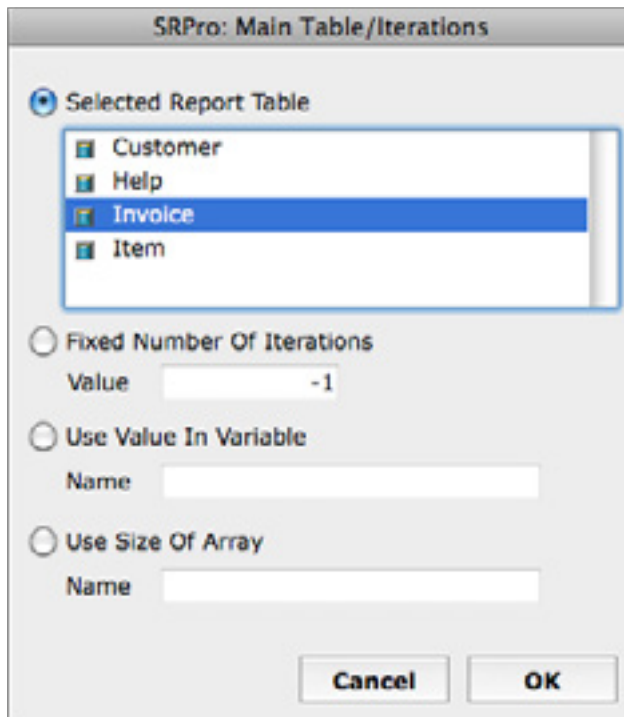 SRPro: Main Table/Iterations
Selected Report Table
Customer
Help
Invoice
Item
Fixed Number Of Iterations
Value -1
Use Value In Variable
Name
Use Size Of Array
Name
Cancel OK